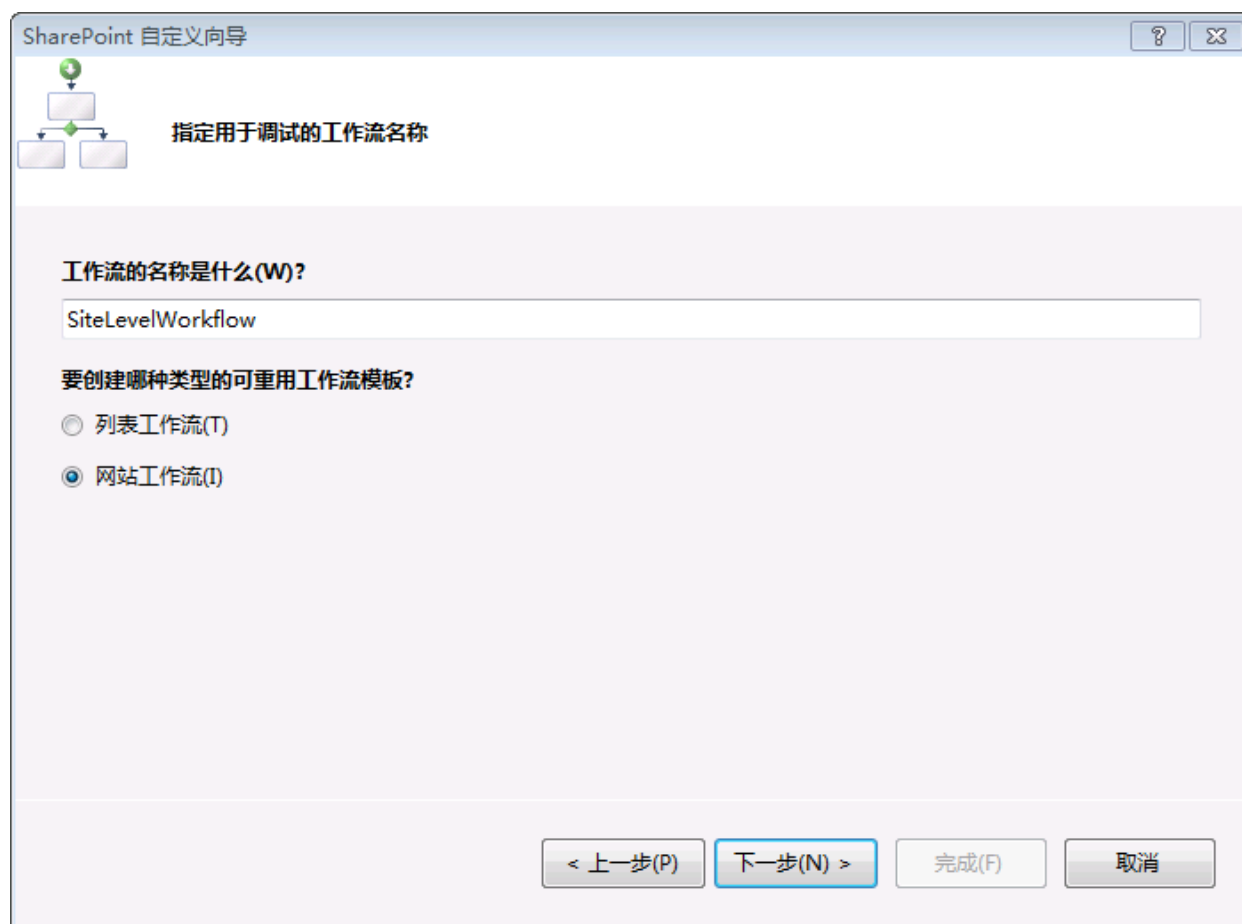 SharePoint 自定义向导
指定用于调试的工作流名称
工作流的名称是什么(W)?
SiteLevelWorkflow
要创建哪种类型的可重用工作流模板?
列表工作流(T)
网站工作流(I)
< 上一步(P) 下一步(N) > 完成(F) 取消